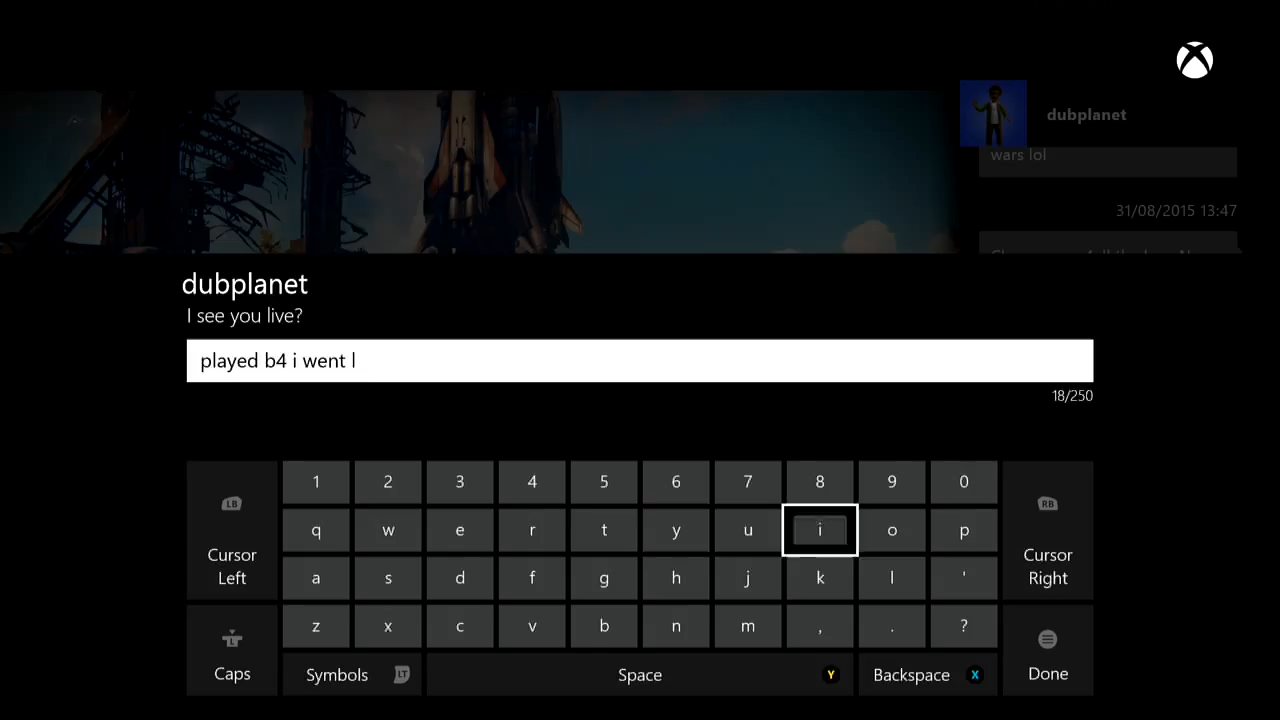 dubplanet
wars lol
31/08/2015 13:47
dubplanet
I see you live?
played b4 i went l
18/250
LB
Cursor Left
1 2 3 4 5 6 7 8 9 0
q w e r t y u i o p
a s d f g h j k l '
z x c v b n m , . ?
RB
Cursor Right
L
Caps
Symbols LT
Space Y
Backspace X
Done